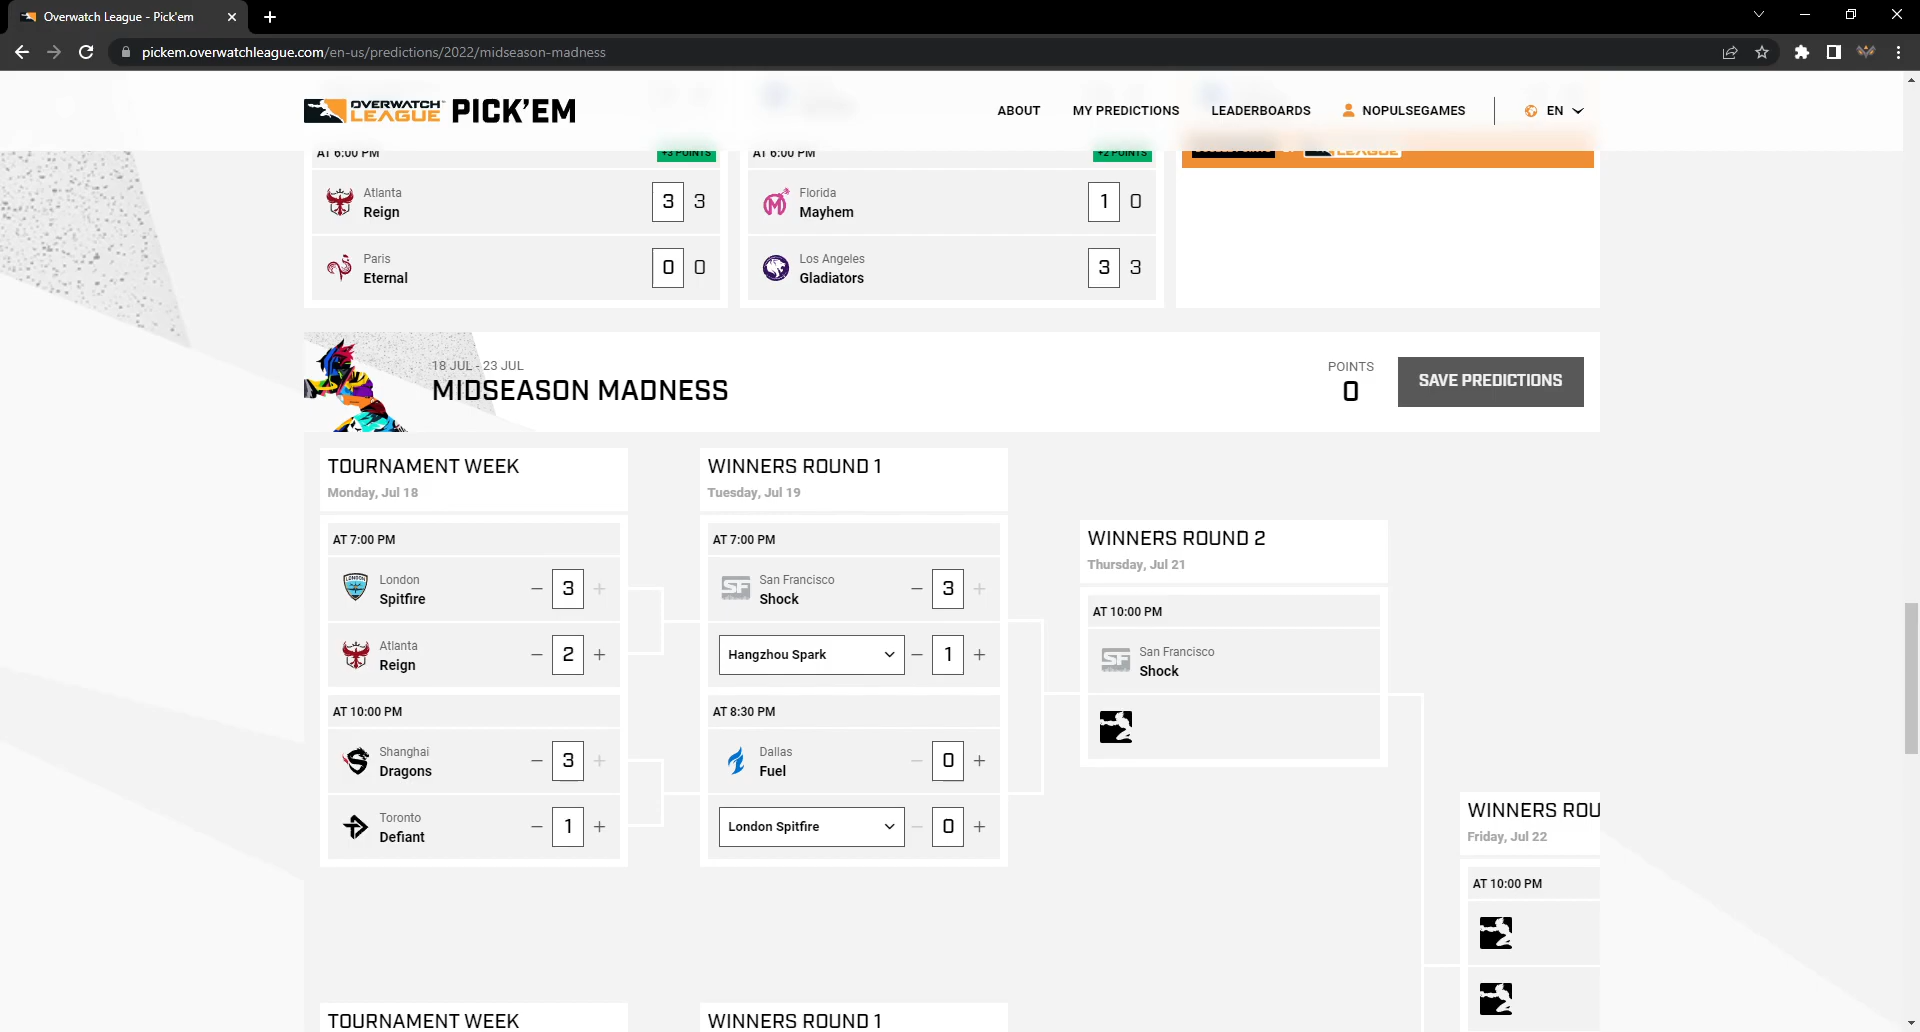 Overwatch League - Pick'em
pickem.overwatchleague.com/en-us/predictions/2022/midseason-madness
OVERWATCH LEAGUE PICK'EM
ABOUT
MY PREDICTIONS
LEADERBOARDS
NOPULSEGAMES
EN
AT 6:00 PM
+3 POINTS
AT 6:00 PM
+2 POINTS
LEAGUE
Atlanta
Reign
3 3
Florida
Mayhem
1 0
Paris
Eternal
0 0
Los Angeles
Gladiators
3 3
18 JUL - 23 JUL
MIDSEASON MADNESS
POINTS
0
SAVE PREDICTIONS
TOURNAMENT WEEK
Monday, Jul 18
AT 7:00 PM
London
Spitfire
− 3 +
Atlanta
Reign
− 2 +
AT 10:00 PM
Shanghai
Dragons
− 3 +
Toronto
Defiant
− 1 +
WINNERS ROUND 1
Tuesday, Jul 19
AT 7:00 PM
SF
San Francisco
Shock
− 3 +
Hangzhou Spark
− 1 +
AT 8:30 PM
Dallas
Fuel
− 0 +
London Spitfire
− 0 +
WINNERS ROUND 2
Thursday, Jul 21
AT 10:00 PM
SF
San Francisco
Shock
WINNERS ROU
Friday, Jul 22
AT 10:00 PM
TOURNAMENT WEEK
WINNERS ROUND 1